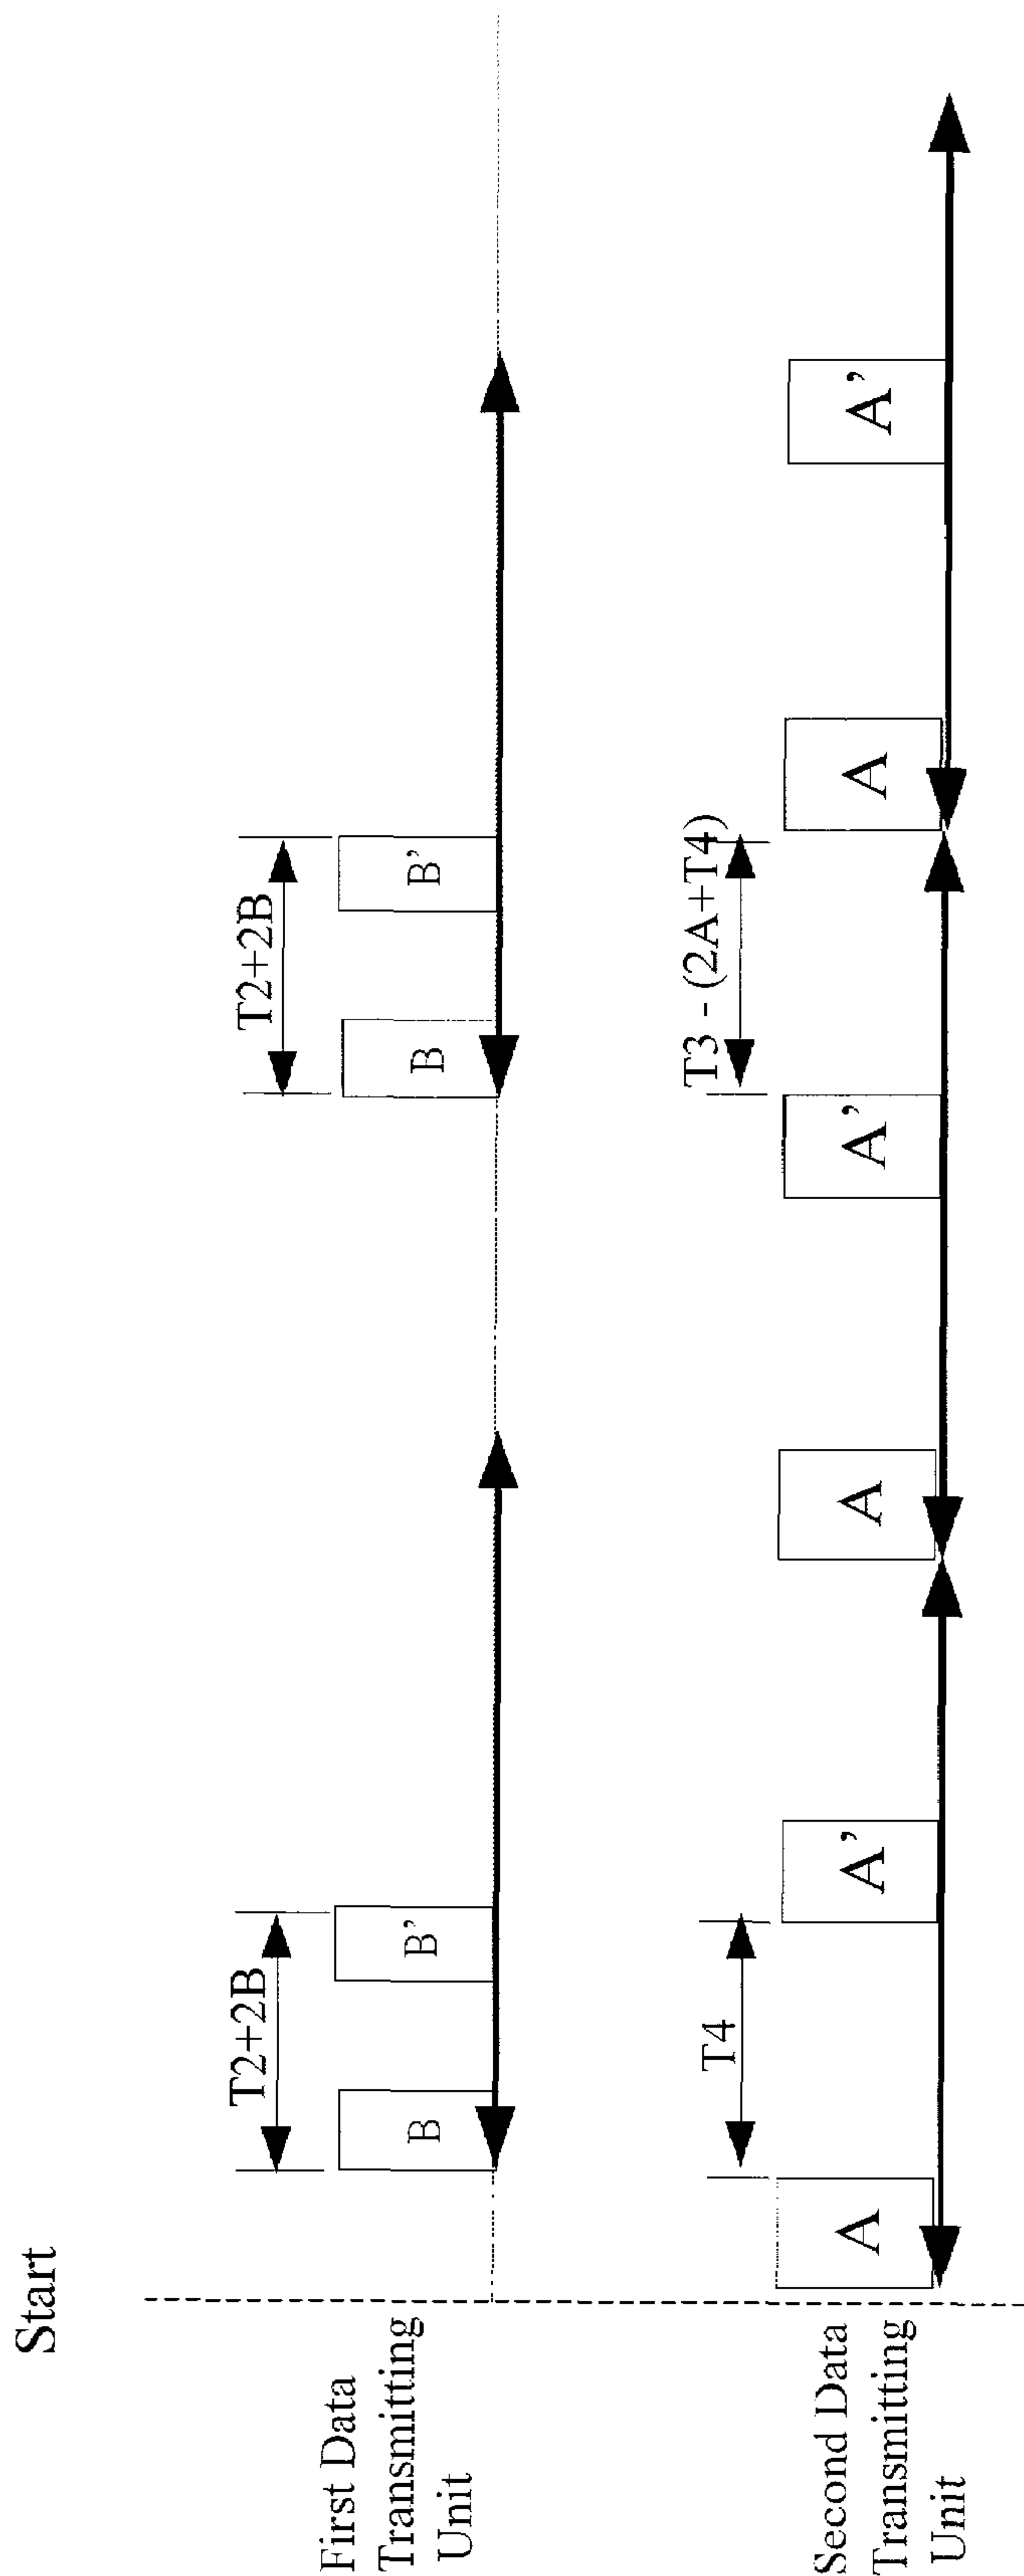 Start
First Data
Transmitting
Unit
T2+2B
B
B'
T2+2B
B
B'
Second Data
Transmitting
Unit
A
T4
A'
A
A'
T3 - (2A+T4)
A
A'